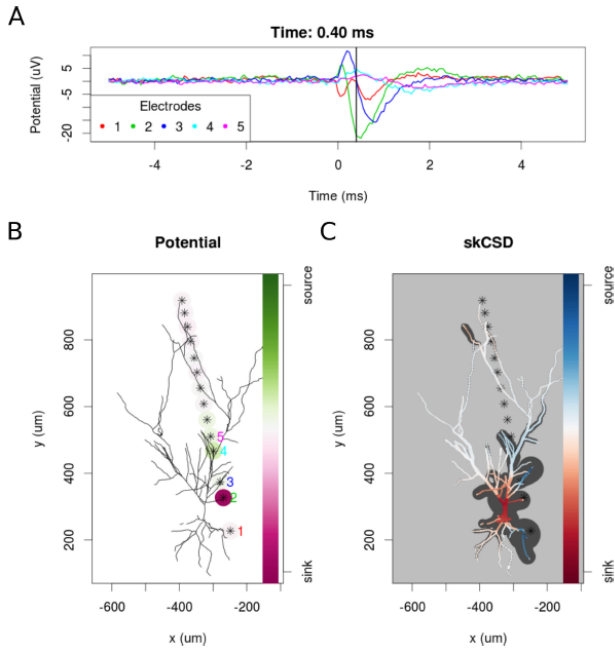 A
Time: 0.40 ms
Potential (uV)
5
-5
-20
Electrodes
1 2 3 4 5
-4 -2 0 2 4
Time (ms)
B
Potential
y (um)
800
600
400
200
5
4
3
2
1
source
sink
-600 -400 -200
x (um)
C
skCSD
y (um)
800
600
400
200
source
sink
-600 -400 -200
x (um)